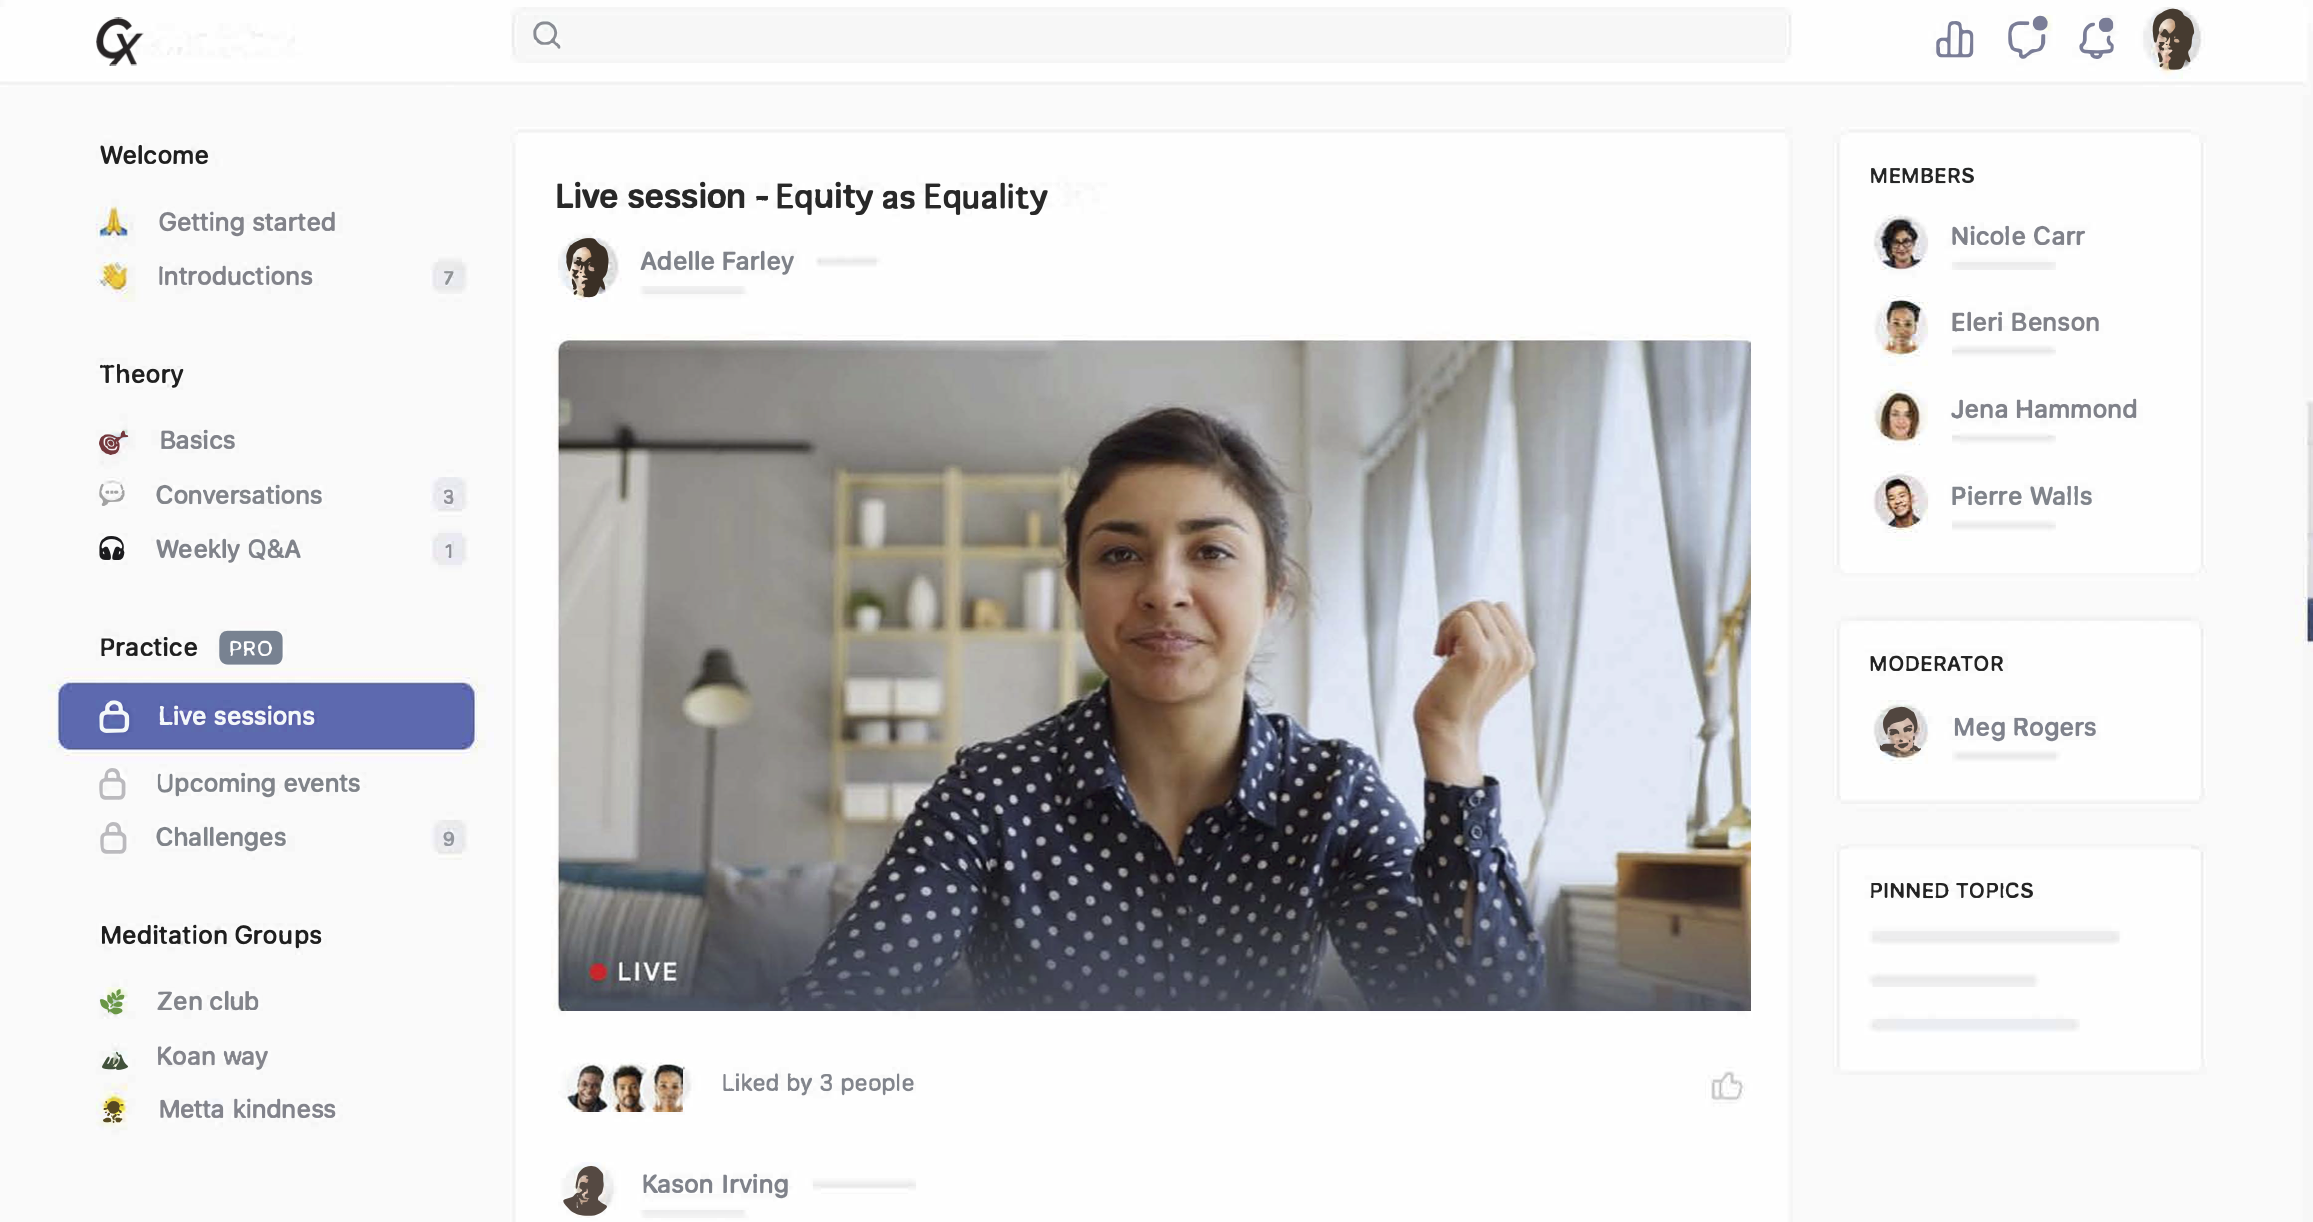 CX
Welcome
Getting started
Introductions 7
Theory
Basics
Conversations 3
Weekly Q&A 1
Practice PRO
Live sessions
Upcoming events
Challenges 9
Meditation Groups
Zen club
Koan way
Metta kindness
Live session - Equity as Equality
Adelle Farley
LIVE
Liked by 3 people
Kason Irving
MEMBERS
Nicole Carr
Eleri Benson
Jena Hammond
Pierre Walls
MODERATOR
Meg Rogers
PINNED TOPICS